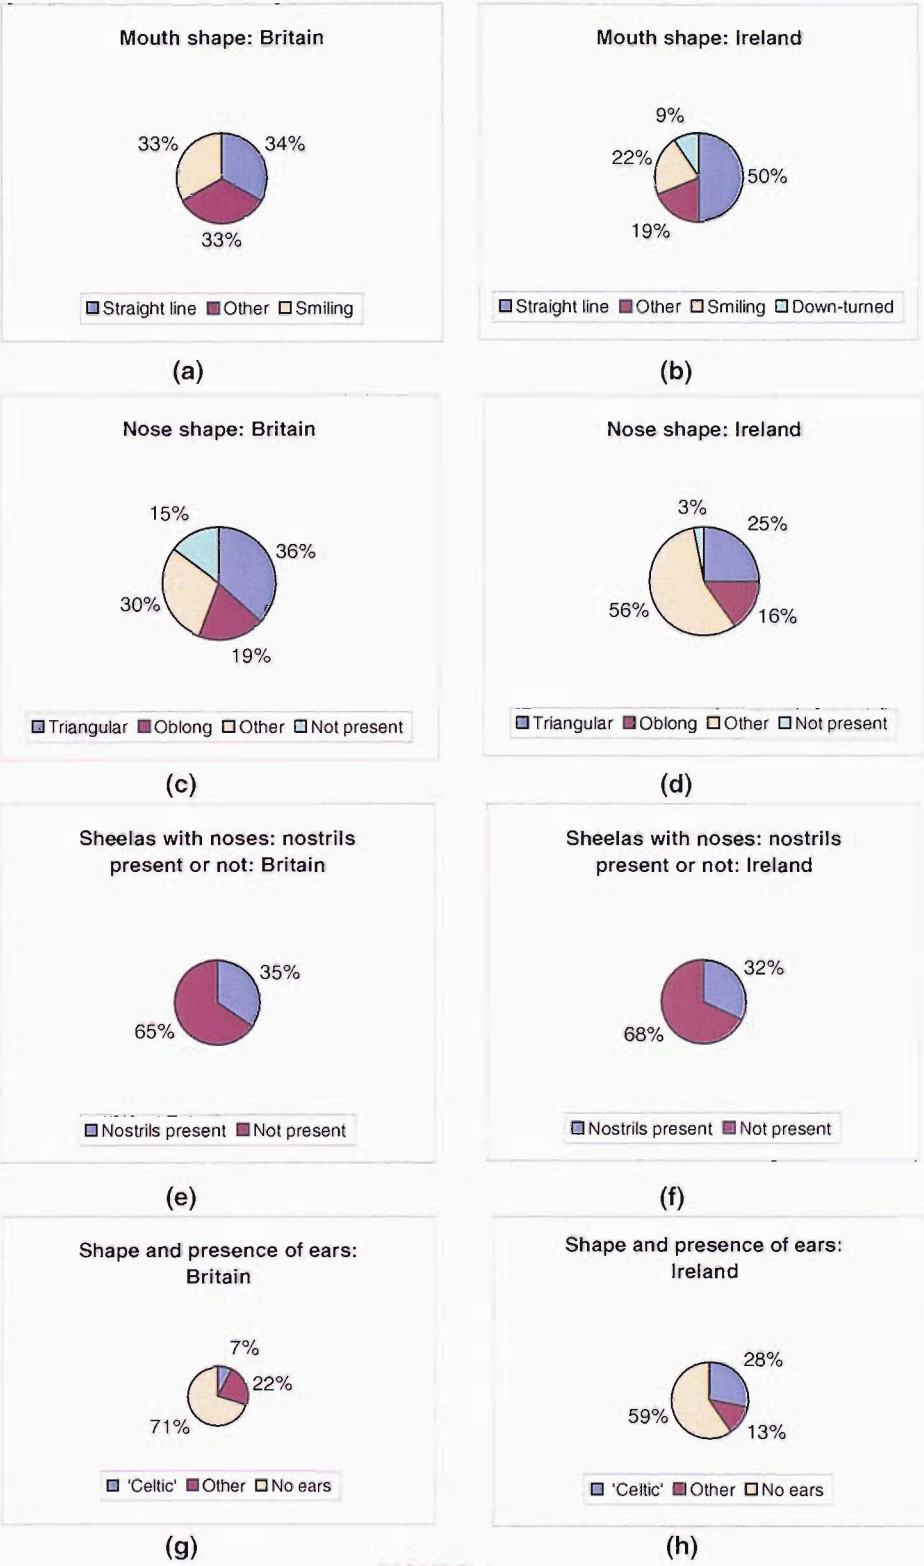 Mouth shape: Britain
33%
34%
33%
Straight line Other Smiling
(a)
Mouth shape: Ireland
9%
22%
50%
19%
Straight line Other Smiling Down-turned
(b)
Nose shape: Britain
15%
36%
30%
19%
Triangular Oblong Other Not present
(c)
Nose shape: Ireland
3%
25%
56%
16%
Triangular Oblong Other Not present
(d)
Sheelas with noses: nostrils
present or not: Britain
35%
65%
Nostrils present Not present
(e)
Sheelas with noses: nostrils
present or not: Ireland
32%
68%
Nostrils present Not present
(f)
Shape and presence of ears:
Britain
7%
22%
71%
'Celtic' Other No ears
(g)
Shape and presence of ears:
Ireland
28%
59%
13%
'Celtic' Other No ears
(h)